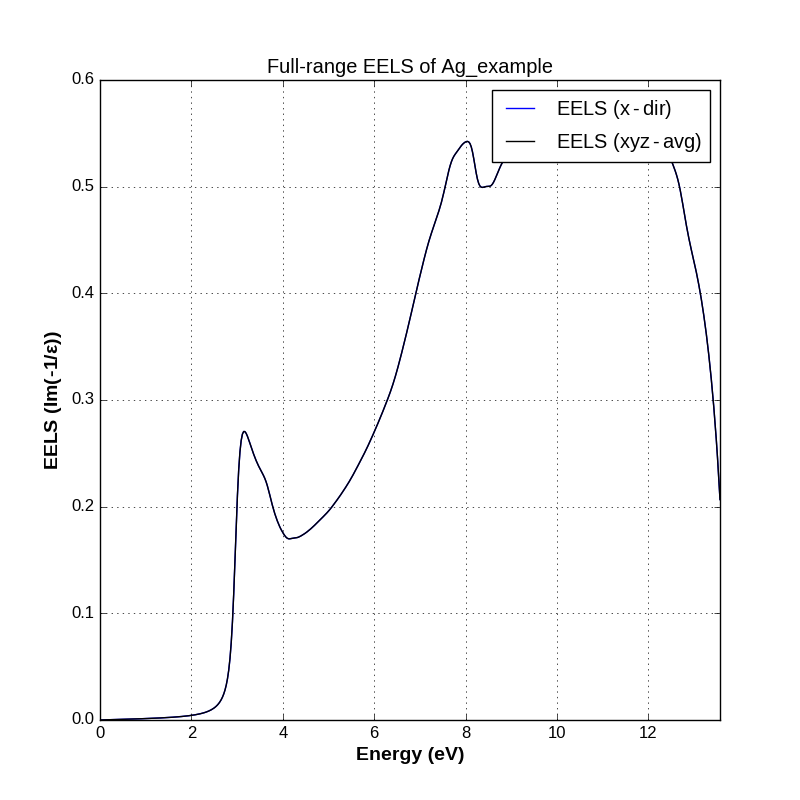 Full-range EELS of Ag_example
EELS (x-dir)
EELS (xyz-avg)
0.6
0.5
0.4
0.3
0.2
0.1
0.0
EELS (Im(-1/ε))
0 2 4 6 8 10 12
Energy (eV)